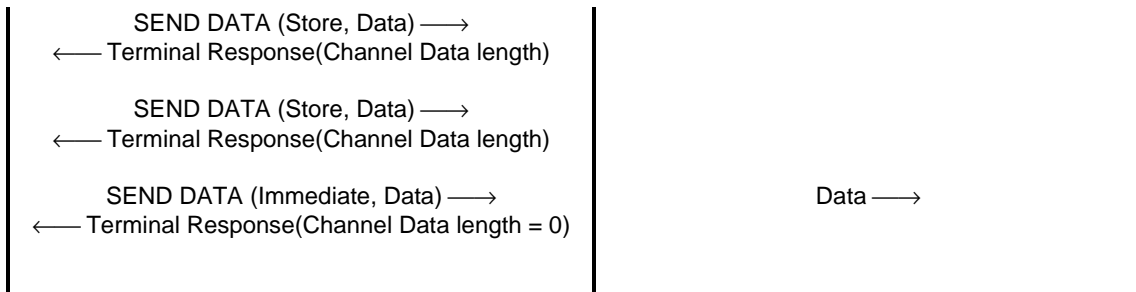 SEND DATA (Store, Data) ⟶
⟵ Terminal Response(Channel Data length)
SEND DATA (Store, Data) ⟶
⟵ Terminal Response(Channel Data length)
SEND DATA (Immediate, Data) ⟶ Data ⟶
⟵ Terminal Response(Channel Data length = 0)